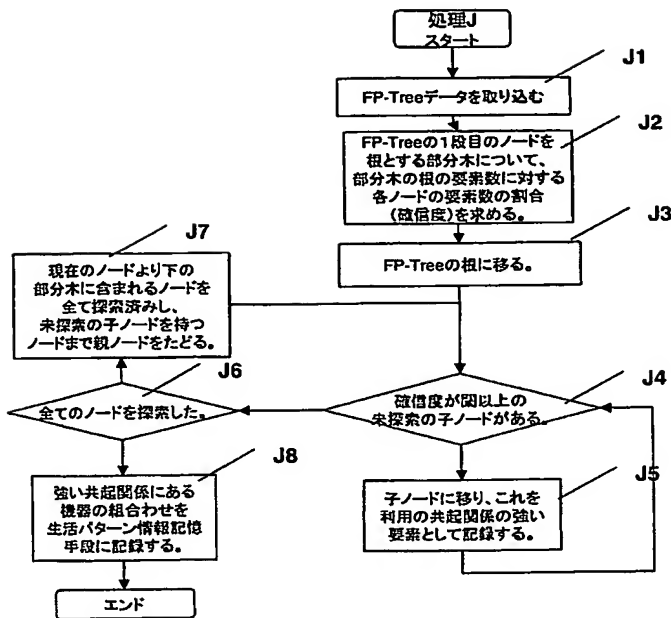 処理J
スタート
J1
FP-Treeデータを取り込む
J2
FP-Treeの1段目のノードを
根とする部分木について、
部分木の根の要素数に対する
各ノードの要素数の割合
(確信度)を求める。
J3
FP-Treeの根に移る。
J7
現在のノードより下の
部分木に含まれるノードを
全て探索済みし、
未探索の子ノードを持つ
ノードまで親ノードをたどる。
J6
全てのノードを探索した。
J4
確信度が閾以上の
未探索の子ノードがある。
J8
強い共起関係にある
機器の組合わせを
生活パターン情報記憶
手段に記録する。
J5
子ノードに移り、これを
利用の共起関係の強い
要素として記録する。
エンド